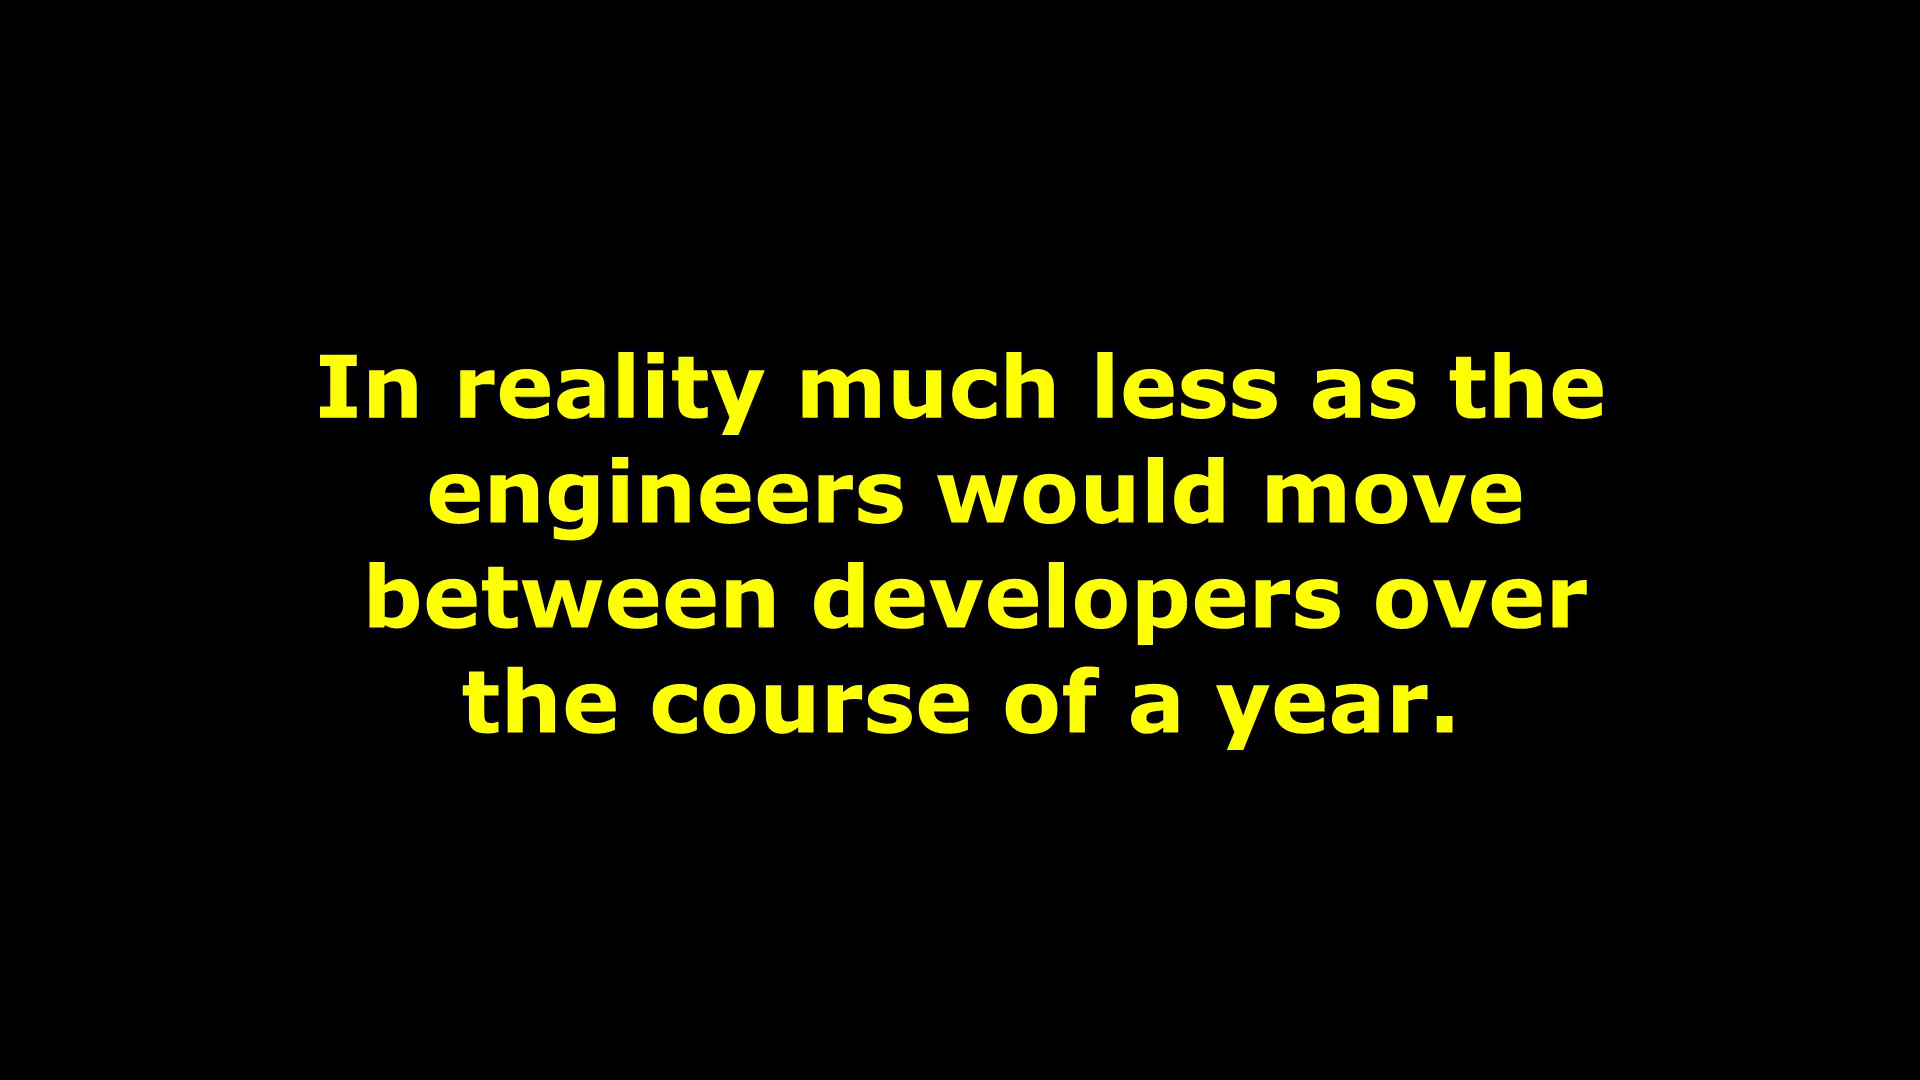 In reality much less as the
engineers would move
between developers over
the course of a year.